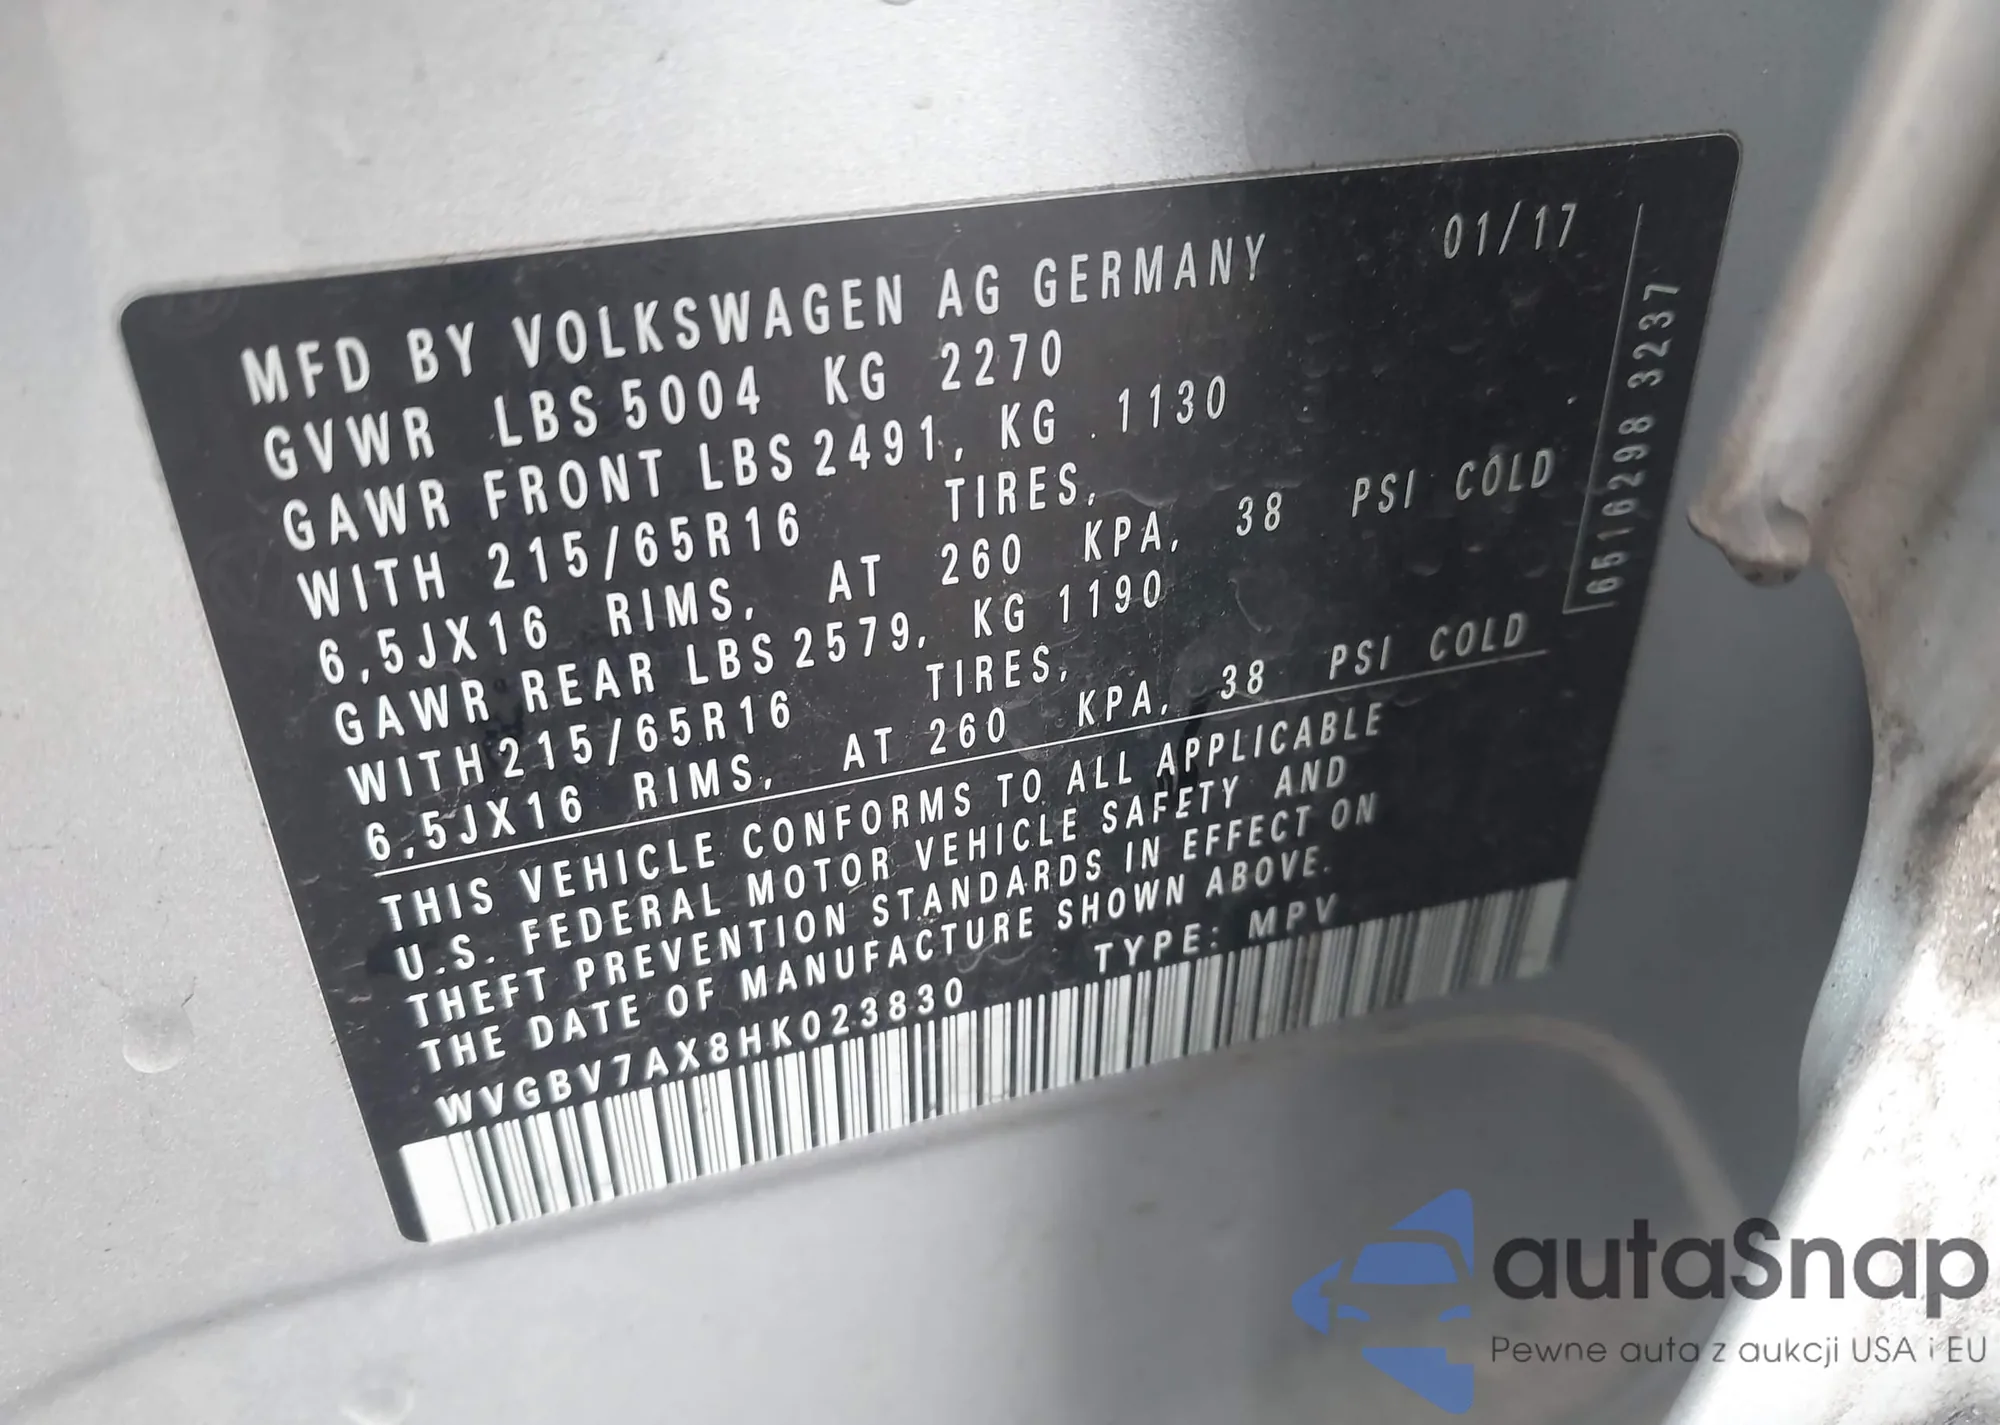 MFD BY VOLKSWAGEN AG GERMANY 01/17
GVWR LBS 5004 KG 2270
GAWR FRONT LBS 2491, KG 1130
WITH 215/65R16 TIRES,
6,5JX16 RIMS, AT 260 KPA, 38 PSI COLD
GAWR REAR LBS 2579, KG 1190
WITH 215/65R16 TIRES,
6,5JX16 RIMS, AT 260 KPA, 38 PSI COLD
THIS VEHICLE CONFORMS TO ALL APPLICABLE
U.S. FEDERAL MOTOR VEHICLE SAFETY AND
THEFT PREVENTION STANDARDS IN EFFECT ON
THE DATE OF MANUFACTURE SHOWN ABOVE.
WVGBV7AX8HK023830 TYPE: MPV
6516298 3237
autaSnap
Pewne auta z aukcji USA i EU